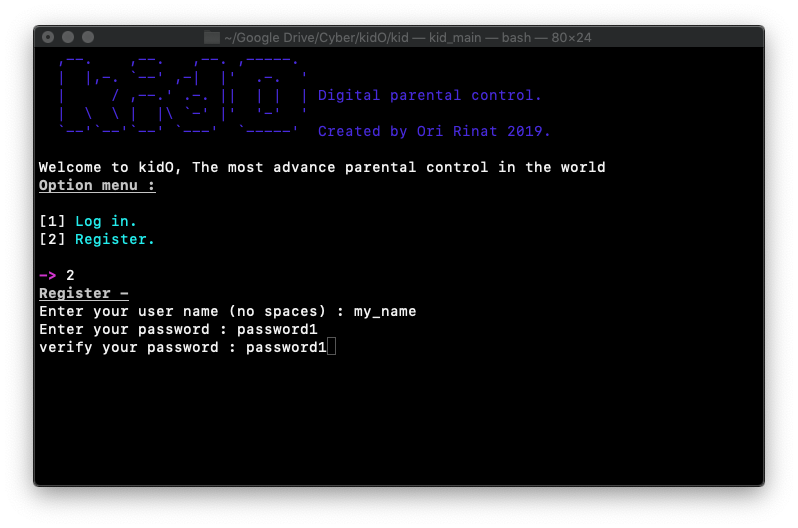 ~/Google Drive/Cyber/kidO/kid — kid_main — bash — 80×24
kidO
Digital parental control.
Created by Ori Rinat 2019.
Welcome to kidO, The most advance parental control in the world
Option menu :
[1] Log in.
[2] Register.
—> 2
Register —
Enter your user name (no spaces) : my_name
Enter your password : password1
verify your password : password1